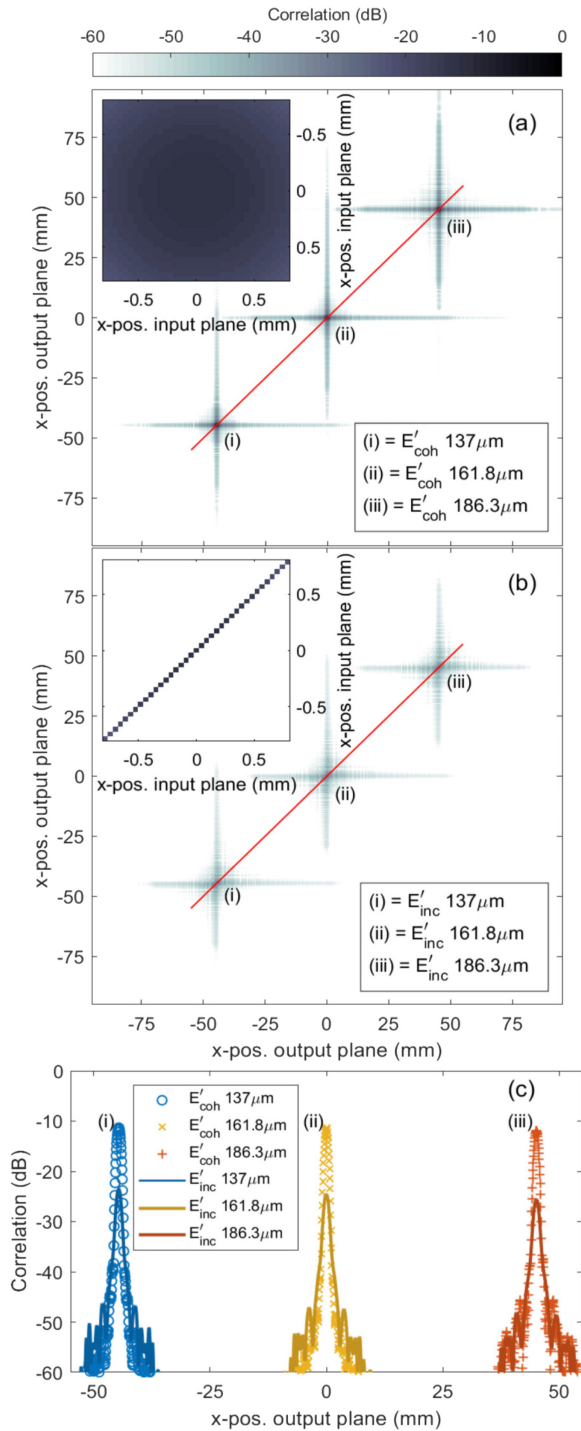 Correlation (dB)
-60 -50 -40 -30 -20 -10 0
(a)
75
50
25
0
-25
-50
-75
x-pos. output plane (mm)
-0.5
0
0.5
x-pos. input plane (mm)
-0.5 0 0.5
x-pos. input plane (mm)
(iii)
(ii)
(i)
(i) = E′coh 137μm
(ii) = E′coh 161.8μm
(iii) = E′coh 186.3μm
(b)
75
50
25
0
-25
-50
-75
x-pos. output plane (mm)
0.5
0
-0.5
x-pos. input plane (mm)
-0.5 0 0.5
x-pos. input plane (mm)
(iii)
(ii)
(i)
(i) = E′inc 137μm
(ii) = E′inc 161.8μm
(iii) = E′inc 186.3μm
-75 -50 -25 0 25 50 75
x-pos. output plane (mm)
(c)
0
-10
-20
-30
-40
-50
-60
Correlation (dB)
(i)
(ii)
(iii)
E′coh 137μm
E′coh 161.8μm
E′coh 186.3μm
E′inc 137μm
E′inc 161.8μm
E′inc 186.3μm
-50 -25 0 25 50
x-pos. output plane (mm)